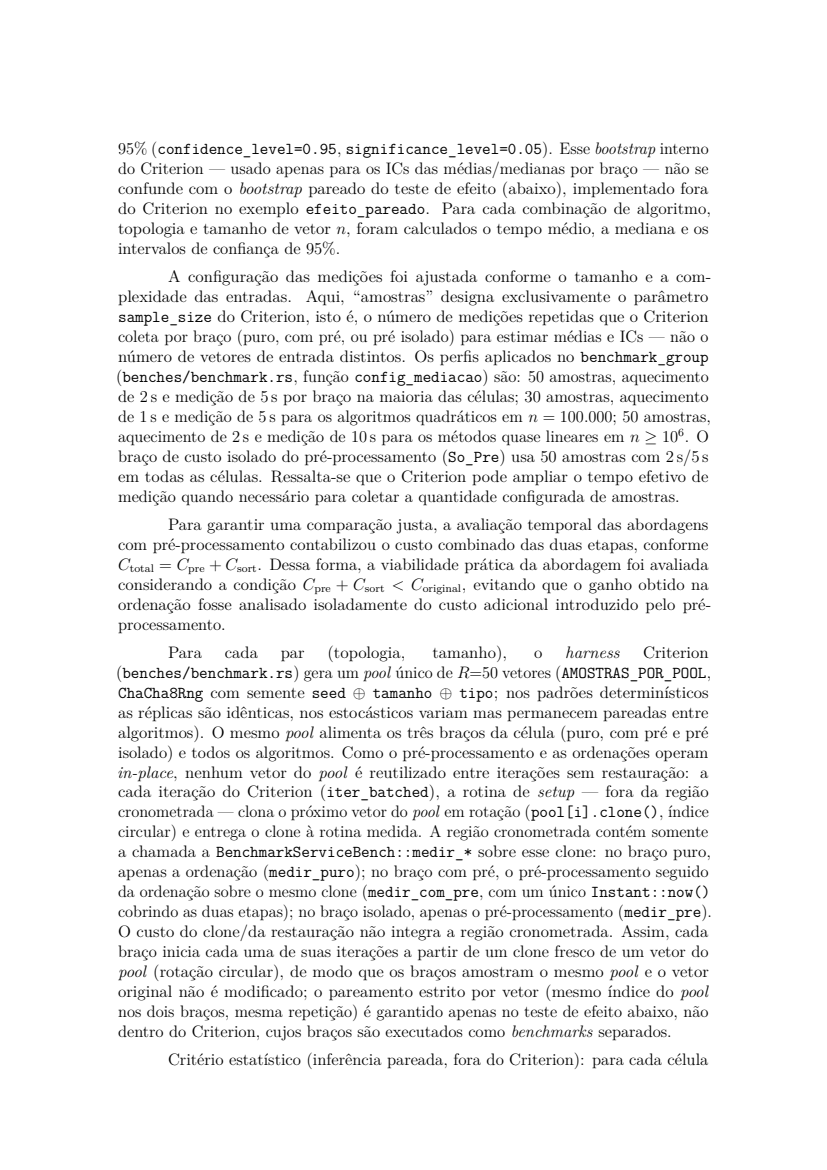 95% (confidence_level=0.95, significance_level=0.05). Esse bootstrap interno
do Criterion — usado apenas para os ICs das médias/medianas por braço — não se
confunde com o bootstrap pareado do teste de efeito (abaixo), implementado fora
do Criterion no exemplo efeito_pareado. Para cada combinação de algoritmo,
topologia e tamanho de vetor n, foram calculados o tempo médio, a mediana e os
intervalos de confiança de 95%.
A configuração das medições foi ajustada conforme o tamanho e a com-
plexidade das entradas. Aqui, “amostras” designa exclusivamente o parâmetro
sample_size do Criterion, isto é, o número de medições repetidas que o Criterion
coleta por braço (puro, com pré, ou pré isolado) para estimar médias e ICs — não o
número de vetores de entrada distintos. Os perfis aplicados no benchmark_group
(benches/benchmark.rs, função config_mediacao) são: 50 amostras, aquecimento
de 2 s e medição de 5 s por braço na maioria das células; 30 amostras, aquecimento
de 1 s e medição de 5 s para os algoritmos quadráticos em n = 100.000; 50 amostras,
aquecimento de 2 s e medição de 10 s para os métodos quase lineares em n ≥ 10⁶. O
braço de custo isolado do pré-processamento (So_Pre) usa 50 amostras com 2 s/5 s
em todas as células. Ressalta-se que o Criterion pode ampliar o tempo efetivo de
medição quando necessário para coletar a quantidade configurada de amostras.
Para garantir uma comparação justa, a avaliação temporal das abordagens
com pré-processamento contabilizou o custo combinado das duas etapas, conforme
C_total = C_pre + C_sort. Dessa forma, a viabilidade prática da abordagem foi avaliada
considerando a condição C_pre + C_sort < C_original, evitando que o ganho obtido na
ordenação fosse analisado isoladamente do custo adicional introduzido pelo pré-
processamento.
Para cada par (topologia, tamanho), o harness Criterion
(benches/benchmark.rs) gera um pool único de R=50 vetores (AMOSTRAS_POR_POOL,
ChaCha8Rng com semente seed ⊕ tamanho ⊕ tipo; nos padrões determinísticos
as réplicas são idênticas, nos estocásticos variam mas permanecem pareadas entre
algoritmos). O mesmo pool alimenta os três braços da célula (puro, com pré e pré
isolado) e todos os algoritmos. Como o pré-processamento e as ordenações operam
in-place, nenhum vetor do pool é reutilizado entre iterações sem restauração: a
cada iteração do Criterion (iter_batched), a rotina de setup — fora da região
cronometrada — clona o próximo vetor do pool em rotação (pool[i].clone(), índice
circular) e entrega o clone à rotina medida. A região cronometrada contém somente
a chamada a BenchmarkServiceBench::medir_* sobre esse clone: no braço puro,
apenas a ordenação (medir_puro); no braço com pré, o pré-processamento seguido
da ordenação sobre o mesmo clone (medir_com_pre, com um único Instant::now()
cobrindo as duas etapas); no braço isolado, apenas o pré-processamento (medir_pre).
O custo do clone/da restauração não integra a região cronometrada. Assim, cada
braço inicia cada uma de suas iterações a partir de um clone fresco de um vetor do
pool (rotação circular), de modo que os braços amostram o mesmo pool e o vetor
original não é modificado; o pareamento estrito por vetor (mesmo índice do pool
nos dois braços, mesma repetição) é garantido apenas no teste de efeito abaixo, não
dentro do Criterion, cujos braços são executados como benchmarks separados.
Critério estatístico (inferência pareada, fora do Criterion): para cada célula